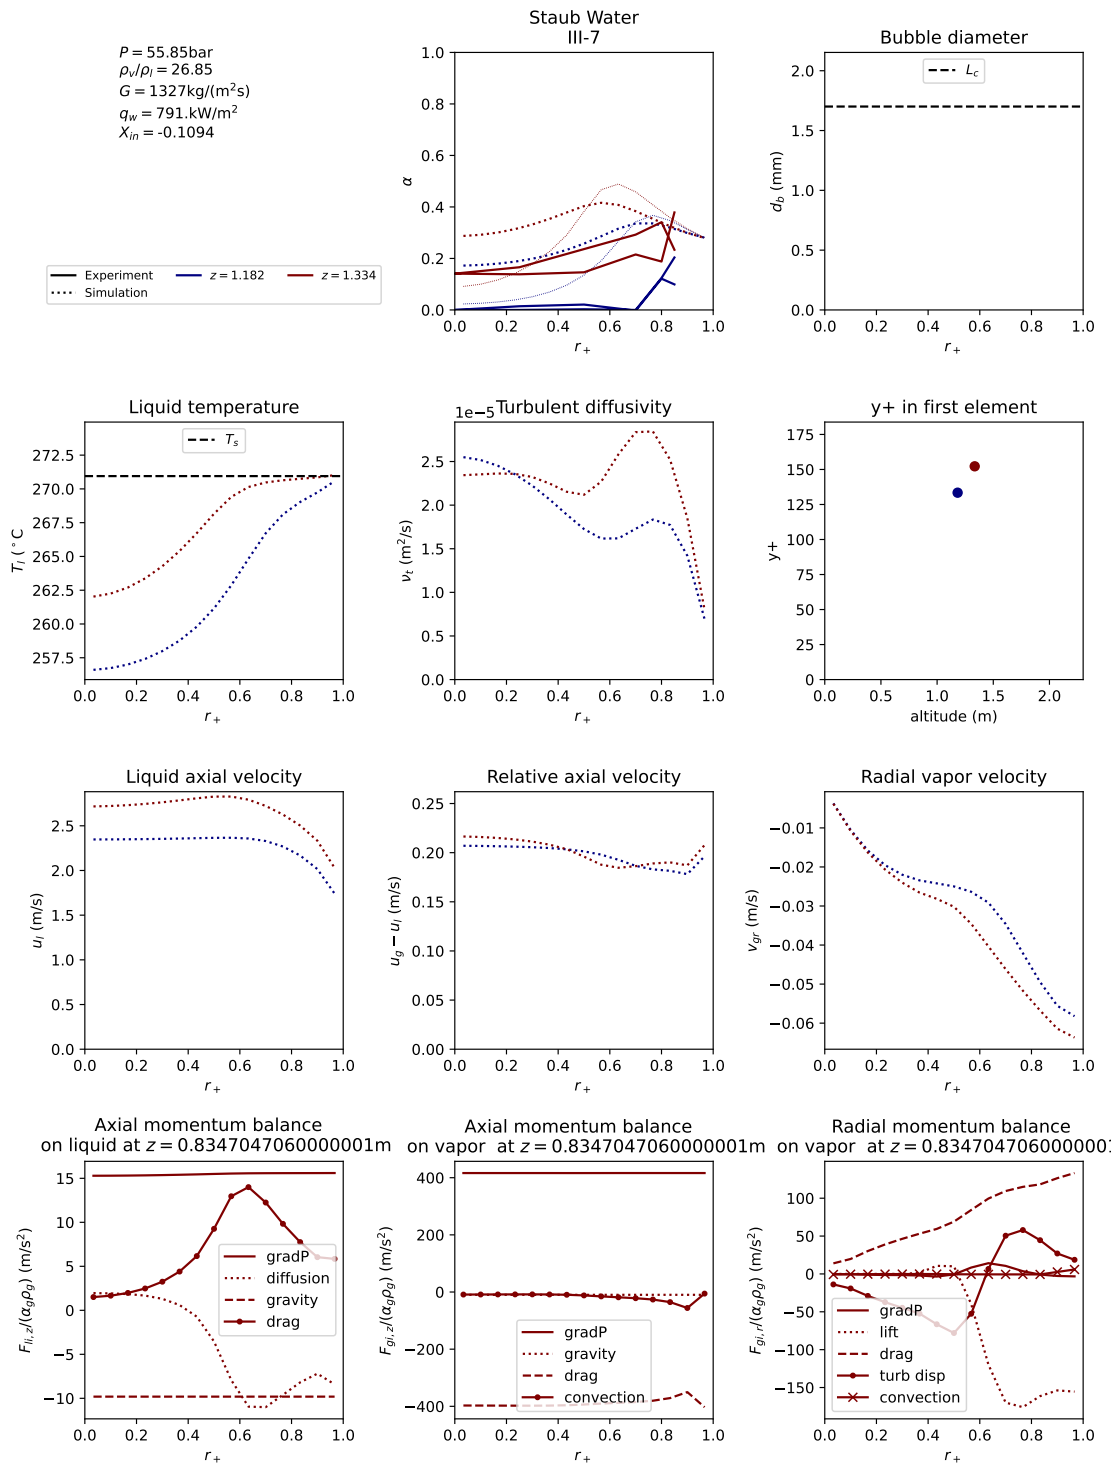 P = 55.85bar
ρv/ρl = 26.85
G = 1327kg/(m²s)
qw = 791.kW/m²
Xin = -0.1094
Experiment
Simulation
z = 1.182
z = 1.334
Staub Water
III-7
1.0
0.8
0.6
0.4
0.2
0.0
α
0.0 0.2 0.4 0.6 0.8 1.0
r+
Bubble diameter
Lc
2.0
1.5
1.0
0.5
0.0
db (mm)
0.0 0.2 0.4 0.6 0.8 1.0
r+
Liquid temperature
Ts
272.5
270.0
267.5
265.0
262.5
260.0
257.5
Tl (°C
0.0 0.2 0.4 0.6 0.8 1.0
r+
1e-5
Turbulent diffusivity
2.5
2.0
1.5
1.0
0.5
0.0
νt (m²/s)
0.0 0.2 0.4 0.6 0.8 1.0
r+
y+ in first element
175
150
125
100
75
50
25
0
y+
0.0 0.5 1.0 1.5 2.0
altitude (m)
Liquid axial velocity
2.5
2.0
1.5
1.0
0.5
0.0
ul (m/s)
0.0 0.2 0.4 0.6 0.8 1.0
r+
Relative axial velocity
0.25
0.20
0.15
0.10
0.05
0.00
ug − ul (m/s)
0.0 0.2 0.4 0.6 0.8 1.0
r+
Radial vapor velocity
−0.01
−0.02
−0.03
−0.04
−0.05
−0.06
vgr (m/s)
0.0 0.2 0.4 0.6 0.8 1.0
r+
Axial momentum balance
on liquid at z = 0.8347047060000001m
15
10
5
0
−5
−10
Fli,z/(αgρg) (m/s²)
gradP
diffusion
gravity
drag
0.0 0.2 0.4 0.6 0.8 1.0
r+
Axial momentum balance
on vapor at z = 0.8347047060000001m
400
200
0
−200
−400
Fgi,z/(αgρg) (m/s²)
gradP
gravity
drag
convection
0.0 0.2 0.4 0.6 0.8 1.0
r+
Radial momentum balance
on vapor at z = 0.8347047060000001
100
50
0
−50
−100
−150
Fgi,r/(αgρg) (m/s²)
gradP
lift
drag
turb disp
convection
0.0 0.2 0.4 0.6 0.8 1.0
r+